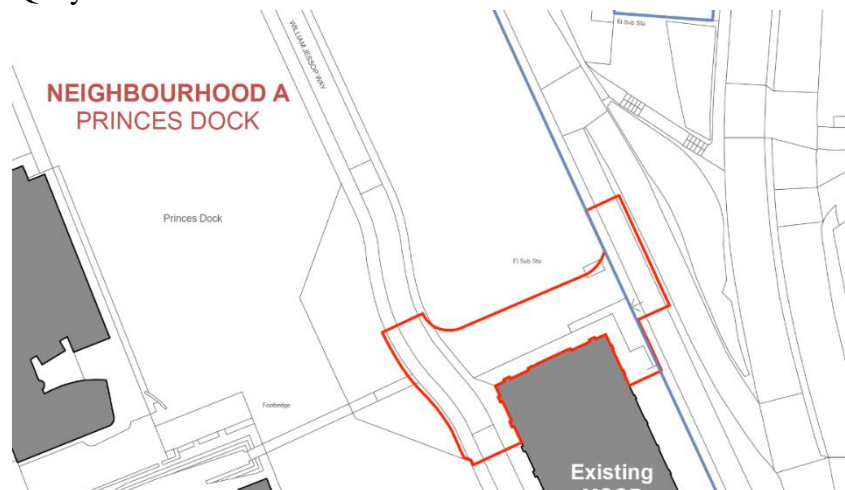 El Sub Sta
WILLIAM JESSOP WAY
NEIGHBOURHOOD A
PRINCES DOCK
Princes Dock
El Sub Sta
Footbridge
Existing